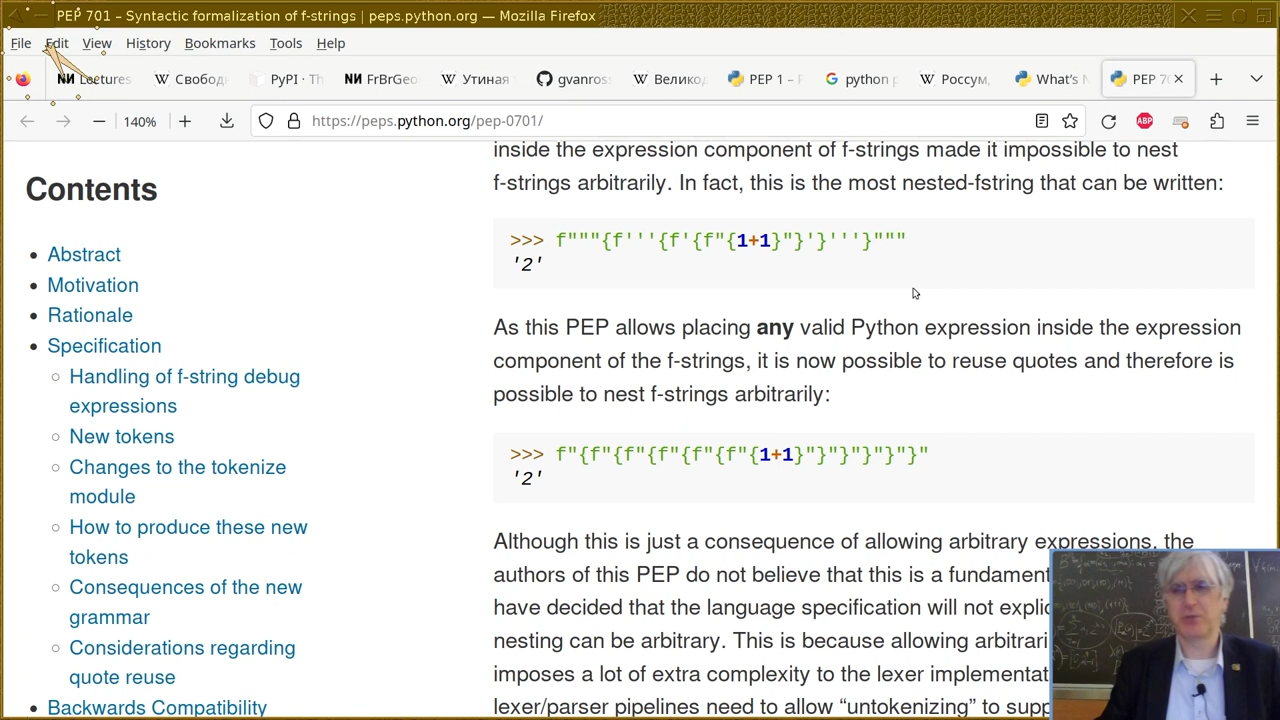 PEP 701 – Syntactic formalization of f-strings | peps.python.org — Mozilla Firefox
File Edit View History Bookmarks Tools Help
Lectures
Свобод
PyPI · Th
FrBrGeo
Утиная
gvanros
Велико
PEP 1 –
python p
Россум,
What's N
PEP 70
140%
https://peps.python.org/pep-0701/
ABP
Contents
Abstract
Motivation
Rationale
Specification
Handling of f-string debug
expressions
New tokens
Changes to the tokenize
module
How to produce these new
tokens
Consequences of the new
grammar
Considerations regarding
quote reuse
Backwards Compatibility
inside the expression component of f-strings made it impossible to nest
f-strings arbitrarily. In fact, this is the most nested-fstring that can be written:
>>> f"""{f'''{f'{f"{1+1}"}'}'''}"""
'2'
As this PEP allows placing any valid Python expression inside the expression
component of the f-strings, it is now possible to reuse quotes and therefore is
possible to nest f-strings arbitrarily:
>>> f"{f"{f"{f"{f"{f"{1+1}"}"}"}"}"}"
'2'
Although this is just a consequence of allowing arbitrary expressions, the
authors of this PEP do not believe that this is a fundament
have decided that the language specification will not explic
nesting can be arbitrary. This is because allowing arbitrari
imposes a lot of extra complexity to the lexer implementat
lexer/parser pipelines need to allow “untokenizing” to supp